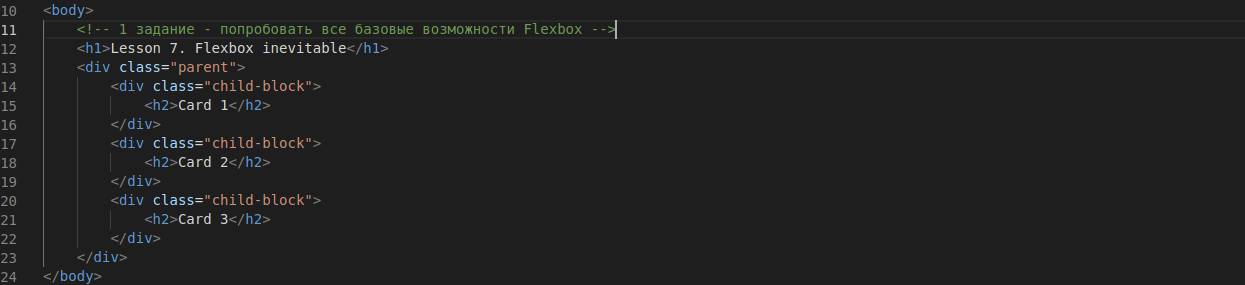 10 <body>
11     <!-- 1 задание - попробовать все базовые возможности Flexbox -->
12     <h1>Lesson 7. Flexbox inevitable</h1>
13     <div class="parent">
14         <div class="child-block">
15             <h2>Card 1</h2>
16         </div>
17         <div class="child-block">
18             <h2>Card 2</h2>
19         </div>
20         <div class="child-block">
21             <h2>Card 3</h2>
22         </div>
23     </div>
24 </body>